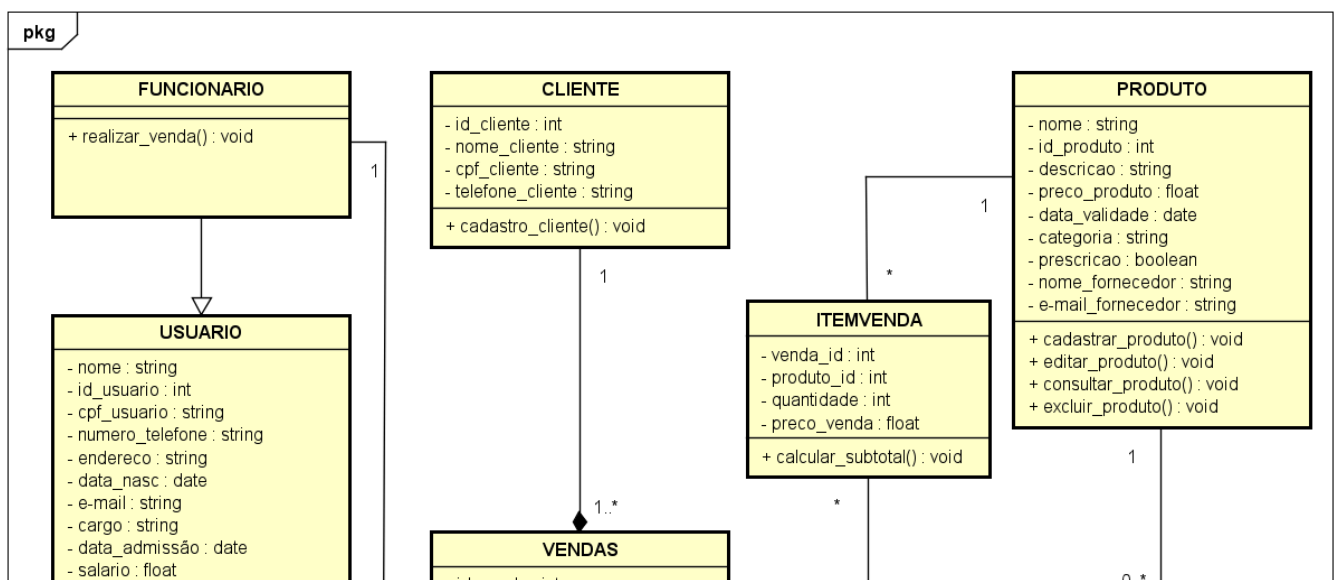 pkg
FUNCIONARIO
+ realizar_venda() : void
1
CLIENTE
- id_cliente : int
- nome_cliente : string
- cpf_cliente : string
- telefone_cliente : string
+ cadastro_cliente() : void
1
PRODUTO
- nome : string
- id_produto : int
- descricao : string
- preco_produto : float
- data_validade : date
- categoria : string
- prescricao : boolean
- nome_fornecedor : string
- e-mail_fornecedor : string
+ cadastrar_produto() : void
+ editar_produto() : void
+ consultar_produto() : void
+ excluir_produto() : void
1
*
1
USUARIO
- nome : string
- id_usuario : int
- cpf_usuario : string
- numero_telefone : string
- endereco : string
- data_nasc : date
- e-mail : string
- cargo : string
- data_admissão : date
- salario : float
ITEMVENDA
- venda_id : int
- produto_id : int
- quantidade : int
- preco_venda : float
+ calcular_subtotal() : void
*
1..*
VENDAS